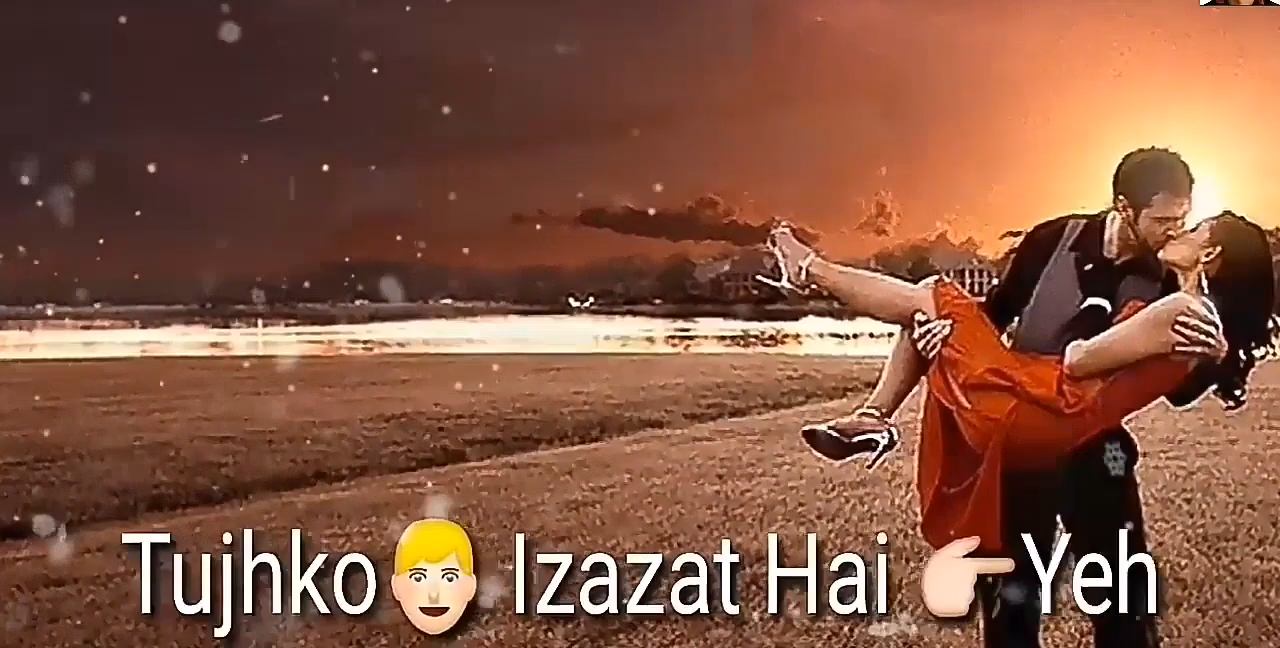 Tujhko 👱 Izazat Hai 👉 Yeh